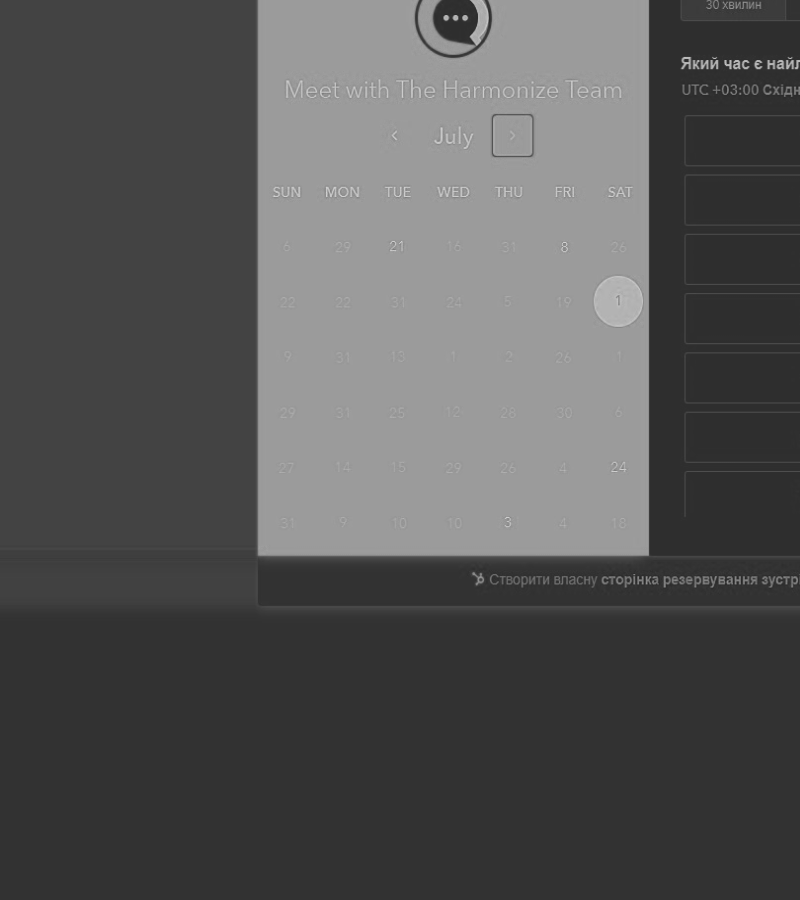 30 хвилин
Який час є найл
UTC +03:00 Східн
Meet with The Harmonize Team
July
SUN MON TUE WED THU FRI SAT
6 29 21 16 31 8 26
22 22 31 24 5 19 1
9 31 13 1 2 26 1
29 31 25 12 28 30 6
27 14 15 29 26 4 24
31 9 10 10 3 4 18
Створити власну сторінка резервування зустрі